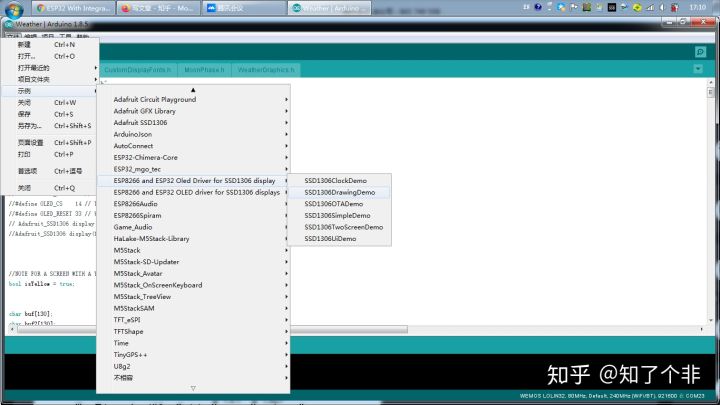 ESP32 With Integra...
写文章 - 知乎 - Mo...
腾讯会议
Weather | Arduino ...
17:10
Weather | Arduino 1.8.5
文件 编辑 项目 工具 帮助
新建 Ctrl+N
打开... Ctrl+O
打开最近的
项目文件夹
示例
关闭 Ctrl+W
保存 Ctrl+S
另存为... Ctrl+Shift+S
页面设置 Ctrl+Shift+P
打印 Ctrl+P
首选项 Ctrl+逗号
关闭 Ctrl+Q
CustomDisplayFonts.h
MoonPhase.h
WeatherGraphics.h
Adafruit Circuit Playground
Adafruit GFX Library
Adafruit SSD1306
ArduinoJson
AutoConnect
ESP32-Chimera-Core
ESP32_mgo_tec
ESP8266 and ESP32 Oled Driver for SSD1306 display
ESP8266 and ESP32 OLED driver for SSD1306 displays
ESP8266Audio
ESP8266Spiram
Game_Audio
HaLake-M5Stack-Library
M5Stack
M5Stack-SD-Updater
M5Stack_Avatar
M5Stack_OnScreenKeyboard
M5Stack_TreeView
M5StackSAM
TFT_eSPI
TFTShape
Time
TinyGPS++
U8g2
不相容
SSD1306ClockDemo
SSD1306DrawingDemo
SSD1306OTADemo
SSD1306SimpleDemo
SSD1306TwoScreenDemo
SSD1306UiDemo
//#define OLED_CS 14 //
//#define OLED_RESET 33 //
// Adafruit_SSD1306 display
//Adafruit_SSD1306 display(
//NOTE FOR A SCREEN WITH A
bool isYellow = true;
char buf[130];
char buf2[130]
知乎 @知了个非
WEMOS LOLIN32, 80MHz, Default, 240MHz (WiFi/BT), 921600 在 COM23